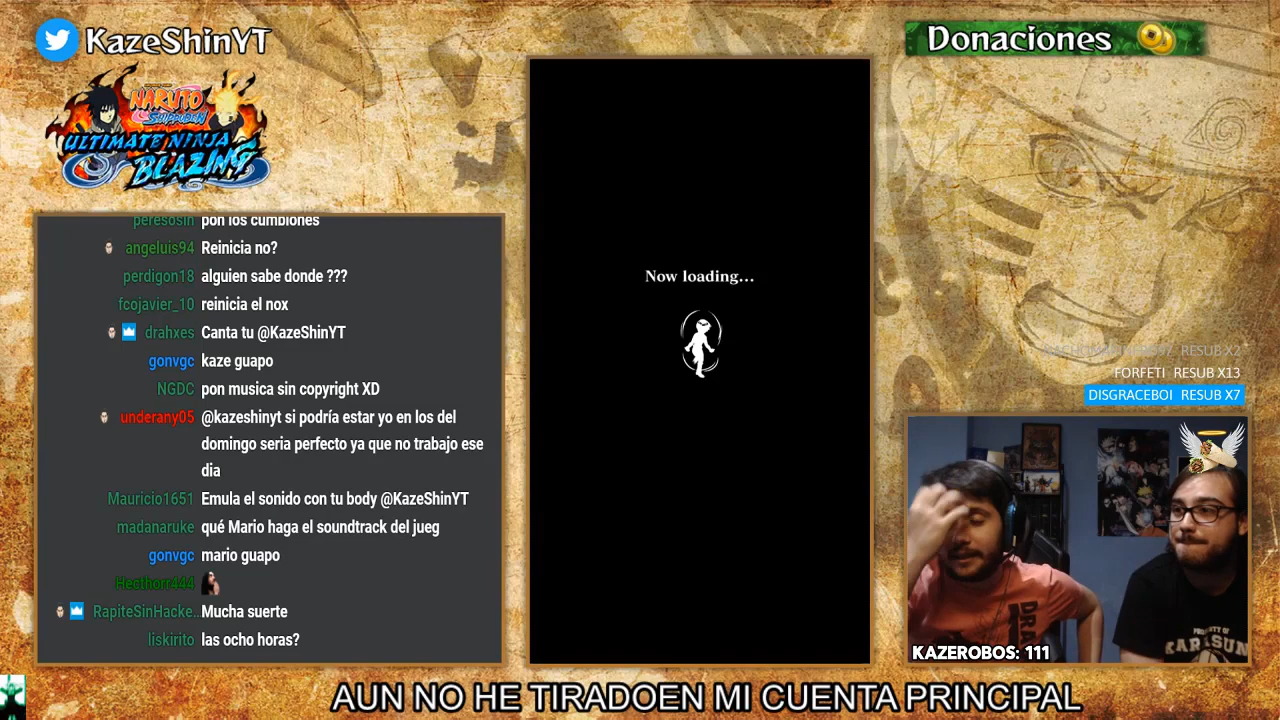 KazeShinYT
NARUTO
SHIPPUDEN
ULTIMATE NINJA
BLAZING
peresosin pon los cumbiones
angeluis94 Reinicia no?
perdigon18 alguien sabe donde ???
fcojavier_10 reinicia el nox
drahxes Canta tu @KazeShinYT
gonvgc kaze guapo
NGDC pon musica sin copyright XD
underany05 @kazeshinyt si podría estar yo en los del
domingo seria perfecto ya que no trabajo ese
dia
Mauricio1651 Emula el sonido con tu body @KazeShinYT
madanaruke qué Mario haga el soundtrack del jueg
gonvgc mario guapo
Hecthorr444
RapiteSinHacke... Mucha suerte
liskirito las ocho horas?
Now loading...
Donaciones
RESUB X2
FORFETI RESUB X13
DISGRACEBOI RESUB X7
PROPERTY OF
KARASUN
DRA
KAZEROBOS: 111
AUN NO HE TIRADOEN MI CUENTA PRINCIPAL